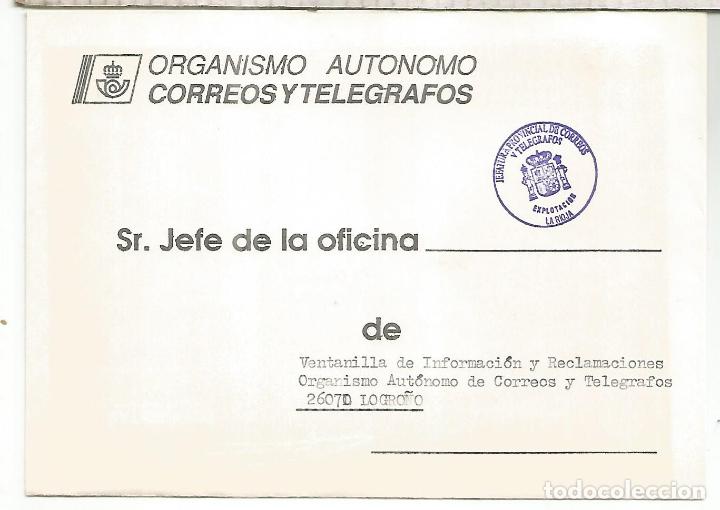 ORGANISMO AUTONOMO
CORREOS Y TELEGRAFOS
JEFATURA PROVINCIAL DE CORREOS
Y TELEGRAFOS
EXPLOTACION
LA RIOJA
Sr. Jefe de la oficina
de
Ventanilla de Información y Reclamaciones
Organismo Autónomo de Correos y Telegrafos
26070 LOGROÑO
todocoleccion